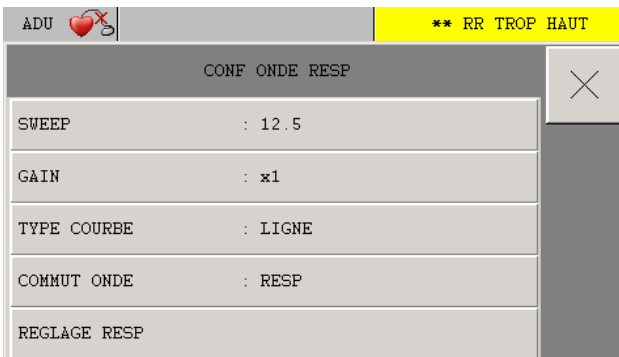 ADU ** RR TROP HAUT
CONF ONDE RESP
SWEEP : 12.5
GAIN : x1
TYPE COURBE : LIGNE
COMMUT ONDE : RESP
REGLAGE RESP